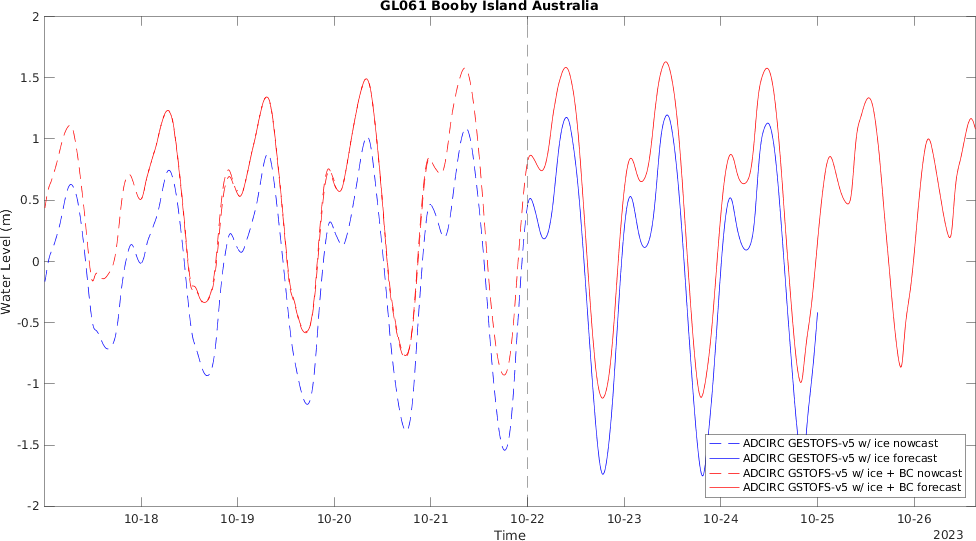 GL061 Booby Island Australia
2
1.5
1
0.5
0
-0.5
-1
-1.5
-2
Water Level (m)
ADCIRC GESTOFS-v5 w/ ice nowcast
ADCIRC GESTOFS-v5 w/ ice forecast
ADCIRC GSTOFS-v5 w/ ice + BC nowcast
ADCIRC GSTOFS-v5 w/ ice + BC forecast
10-18 10-19 10-20 10-21 10-22 10-23 10-24 10-25 10-26
Time
2023